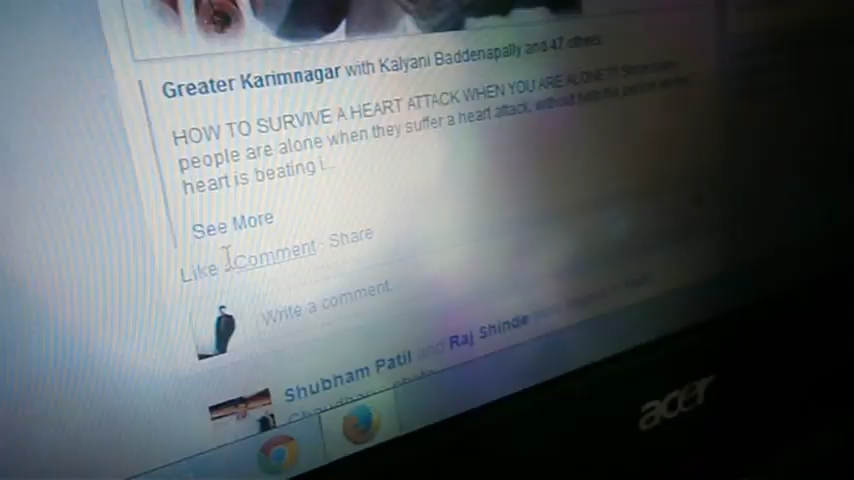 Greater Karimnagar with Kalyani Baddenapally and 47 others
HOW TO SURVIVE A HEART ATTACK WHEN YOU ARE ALONE?? Since many
people are alone when they suffer a heart attack, without help the person whose
heart is beating i...
See More
Like · Comment · Share
Write a comment...
Shubham Patil and Raj Shinde
photo
acer